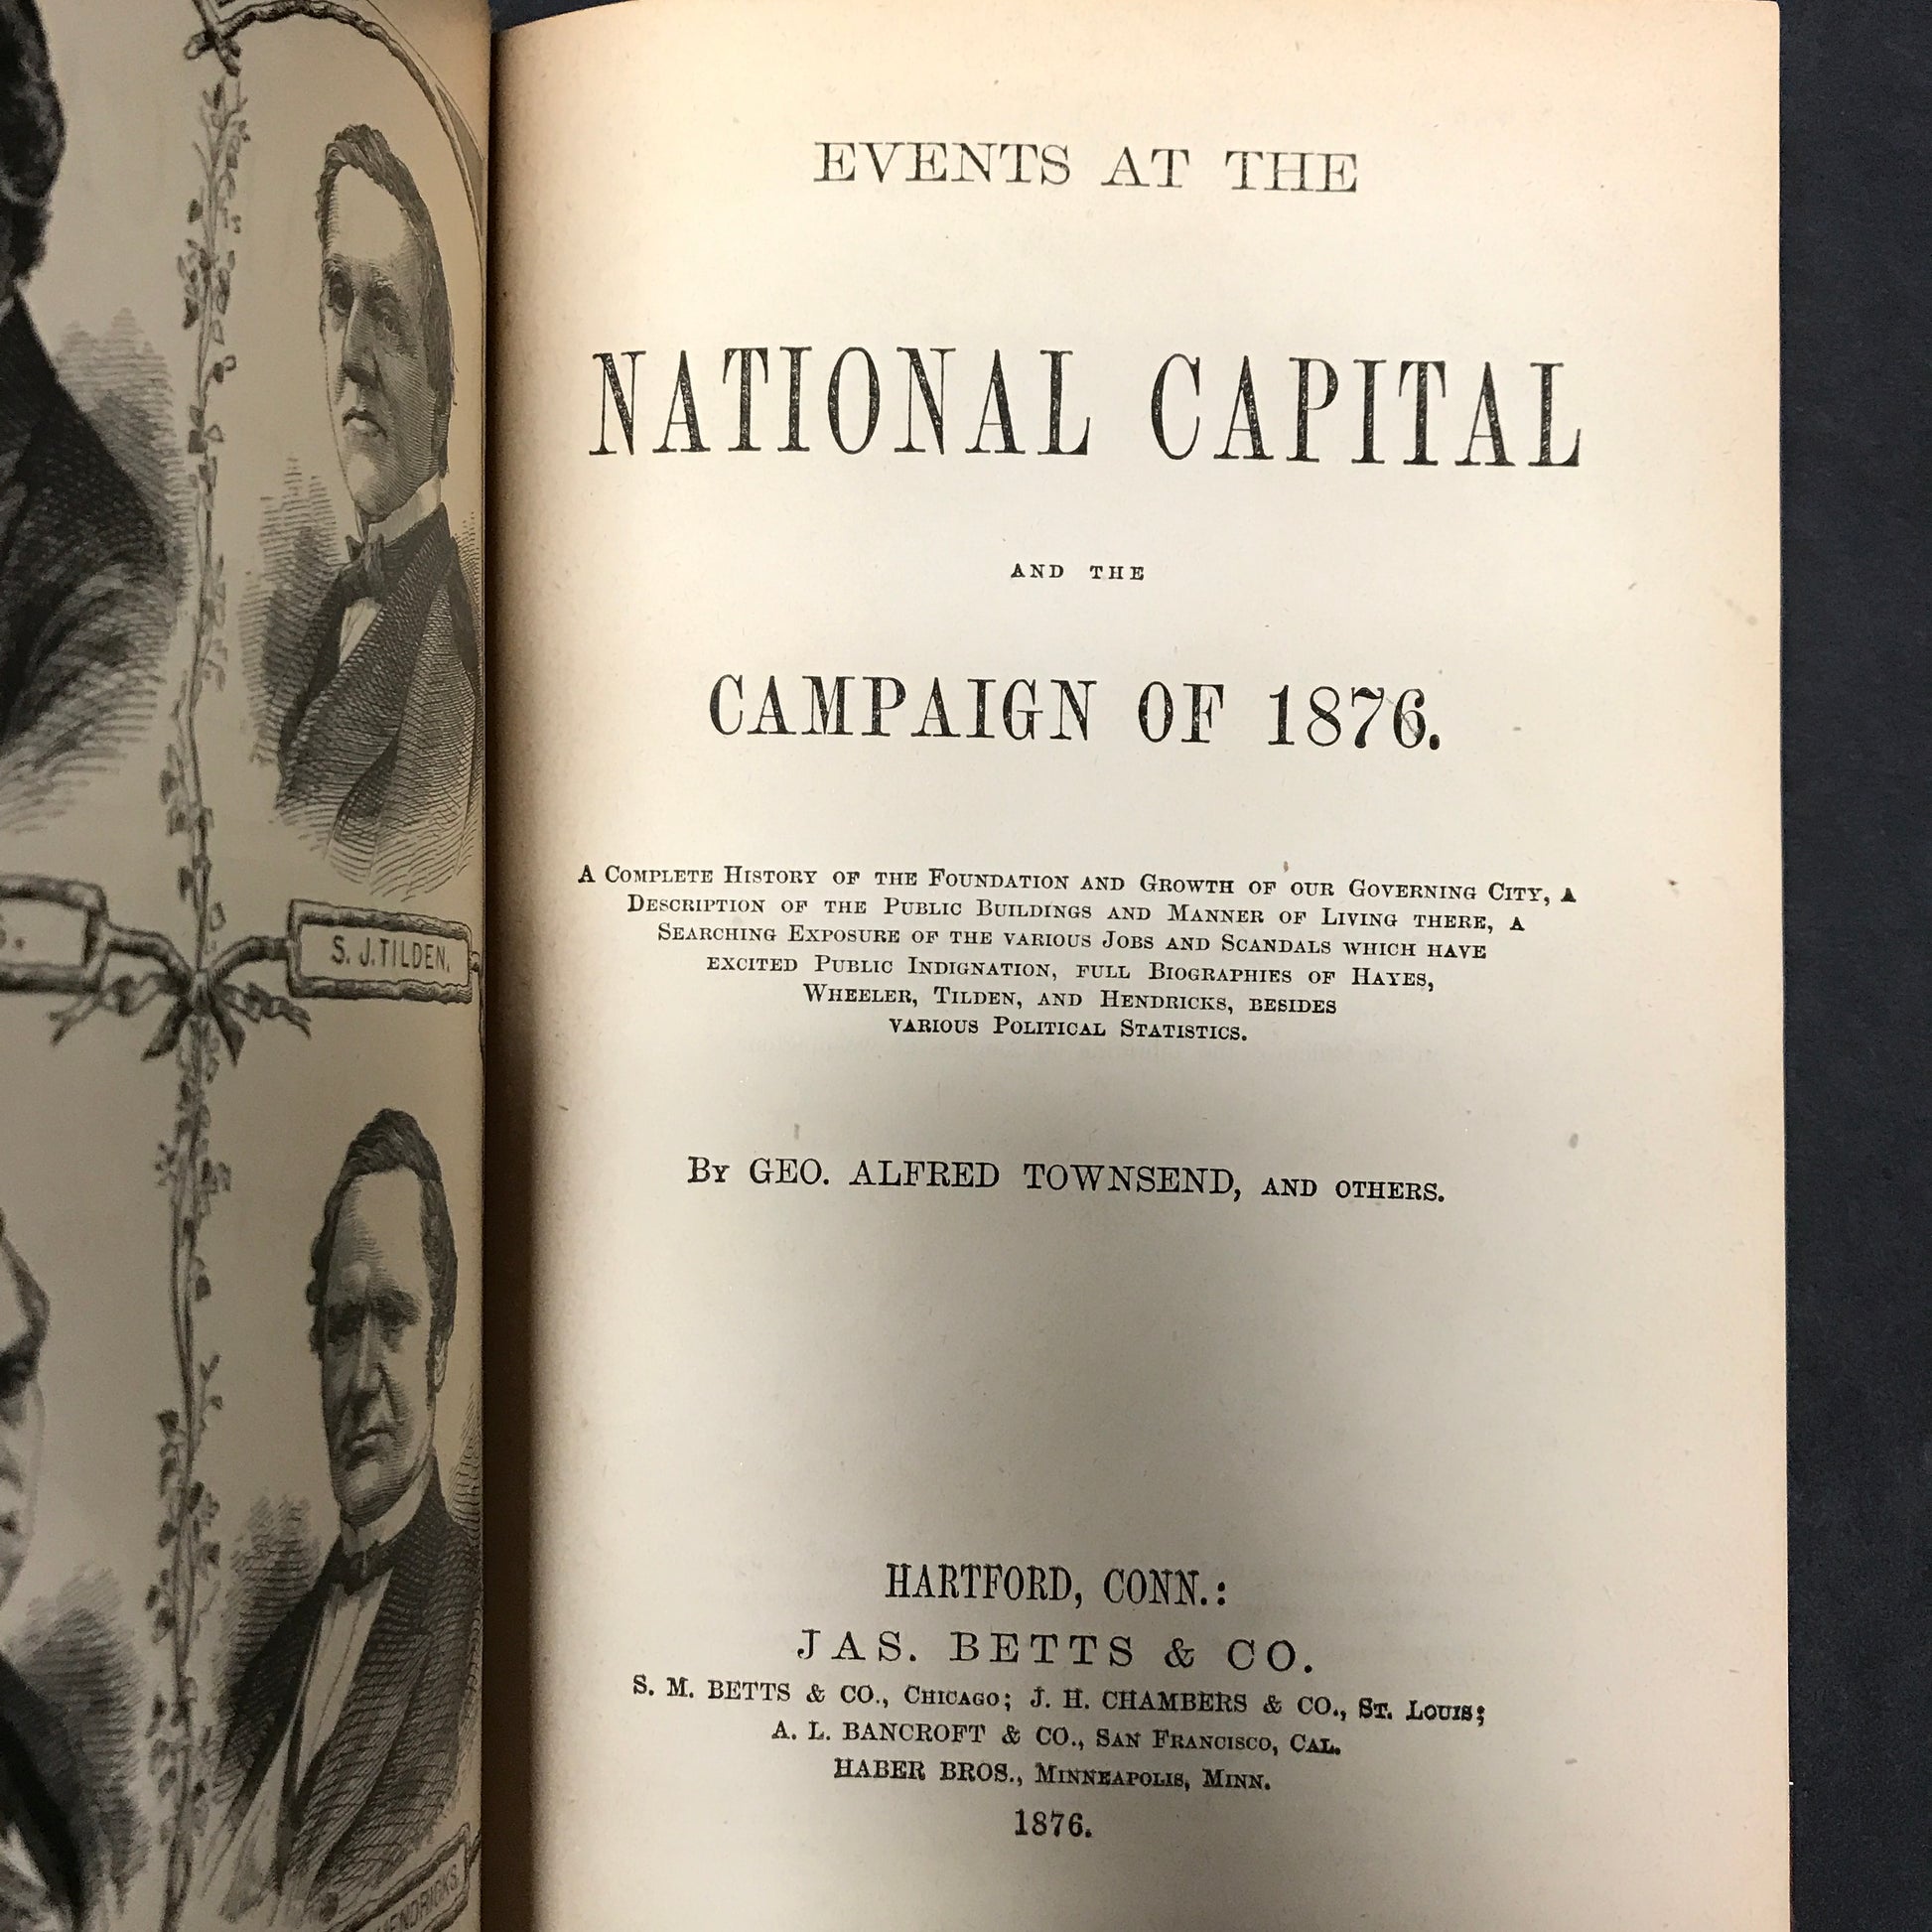 S.
S. J. TILDEN.
HENDRICKS.
EVENTS AT THE
NATIONAL CAPITAL
AND THE
CAMPAIGN OF 1876.
A COMPLETE HISTORY OF THE FOUNDATION AND GROWTH OF OUR GOVERNING CITY, A
DESCRIPTION OF THE PUBLIC BUILDINGS AND MANNER OF LIVING THERE, A
SEARCHING EXPOSURE OF THE VARIOUS JOBS AND SCANDALS WHICH HAVE
EXCITED PUBLIC INDIGNATION, FULL BIOGRAPHIES OF HAYES,
WHEELER, TILDEN, AND HENDRICKS, BESIDES
VARIOUS POLITICAL STATISTICS.
BY GEO. ALFRED TOWNSEND, AND OTHERS.
HARTFORD, CONN.:
JAS. BETTS & CO.
S. M. BETTS & CO., CHICAGO; J. H. CHAMBERS & CO., ST. LOUIS;
A. L. BANCROFT & CO., SAN FRANCISCO, CAL.
HABER BROS., MINNEAPOLIS, MINN.
1876.